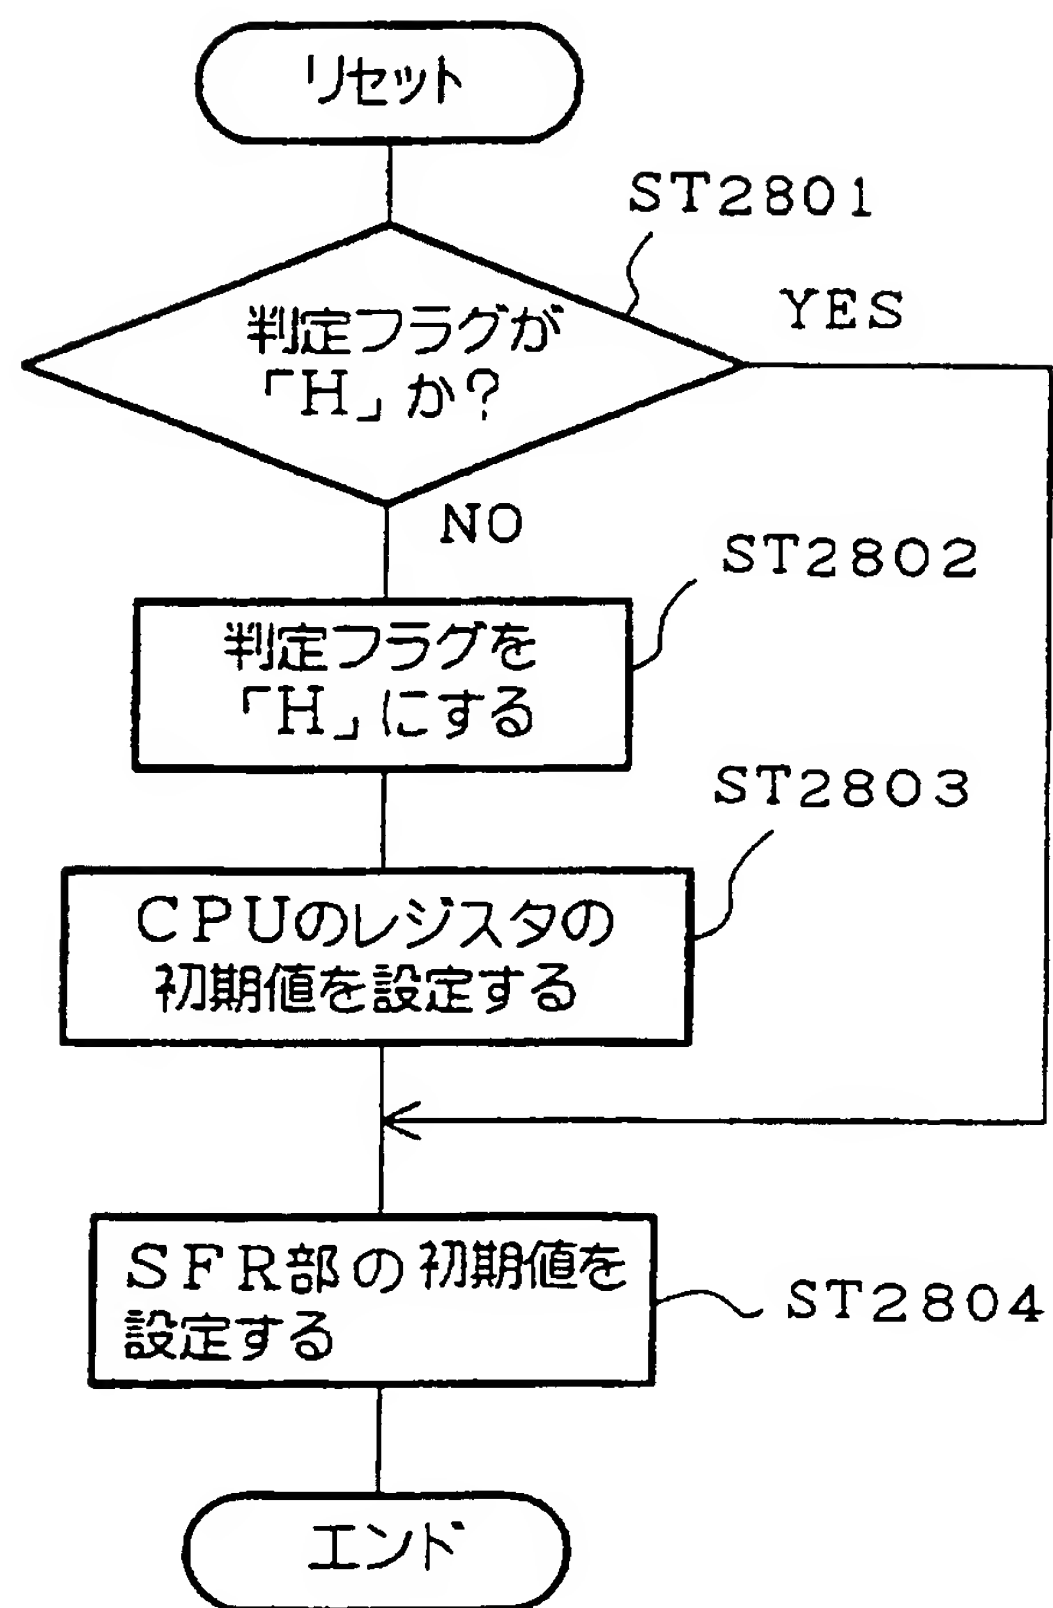 リセット
ST2801
YES
判定フラグが
「H」か?
NO
ST2802
判定フラグを
「H」にする
ST2803
CPUのレジスタの
初期値を設定する
SFR部の初期値を
設定する
ST2804
エンド